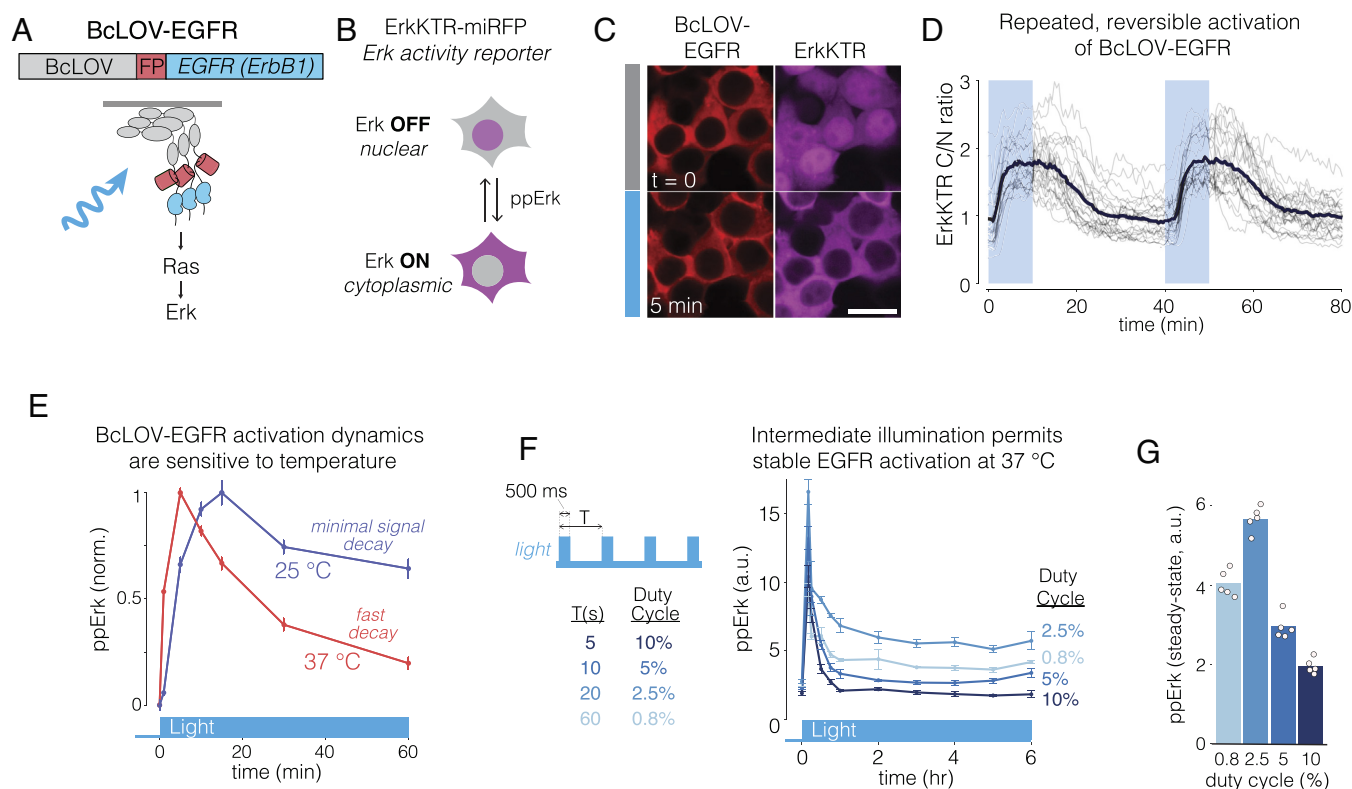 A
BcLOV-EGFR
BcLOV
FP
EGFR (ErbB1)
Ras
Erk
B
ErkKTR-miRFP
Erk activity reporter
Erk OFF
nuclear
ppErk
Erk ON
cytoplasmic
C
BcLOV-
EGFR
ErkKTR
t = 0
5 min
D
Repeated, reversible activation
of BcLOV-EGFR
ErkKTR C/N ratio
3
2
1
0
0
20
40
60
80
time (min)
E
BcLOV-EGFR activation dynamics
are sensitive to temperature
ppErk (norm.)
1
0.5
0
minimal signal
decay
25 °C
fast
decay
37 °C
Light
0
20
40
60
time (min)
F
500 ms
T
light
T(s)
Duty
Cycle
5
10%
10
5%
20
2.5%
60
0.8%
Intermediate illumination permits
stable EGFR activation at 37 °C
ppErk (a.u.)
15
10
5
0
Duty
Cycle
2.5%
0.8%
5%
10%
Light
0
2
4
6
time (hr)
G
ppErk (steady-state, a.u.)
6
4
2
0
0.8
2.5
5
10
duty cycle (%)